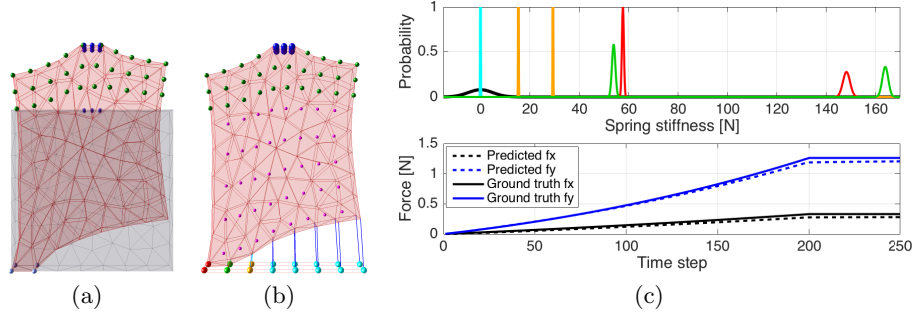 (a)
(b)
Probability
1
0.5
0
0 20 40 60 80 100 120 140 160
Spring stiffness [N]
Force [N]
1.5
1
0.5
0
Predicted fx
Predicted fy
Ground truth fx
Ground truth fy
0 50 100 150 200 250
Time step
(c)